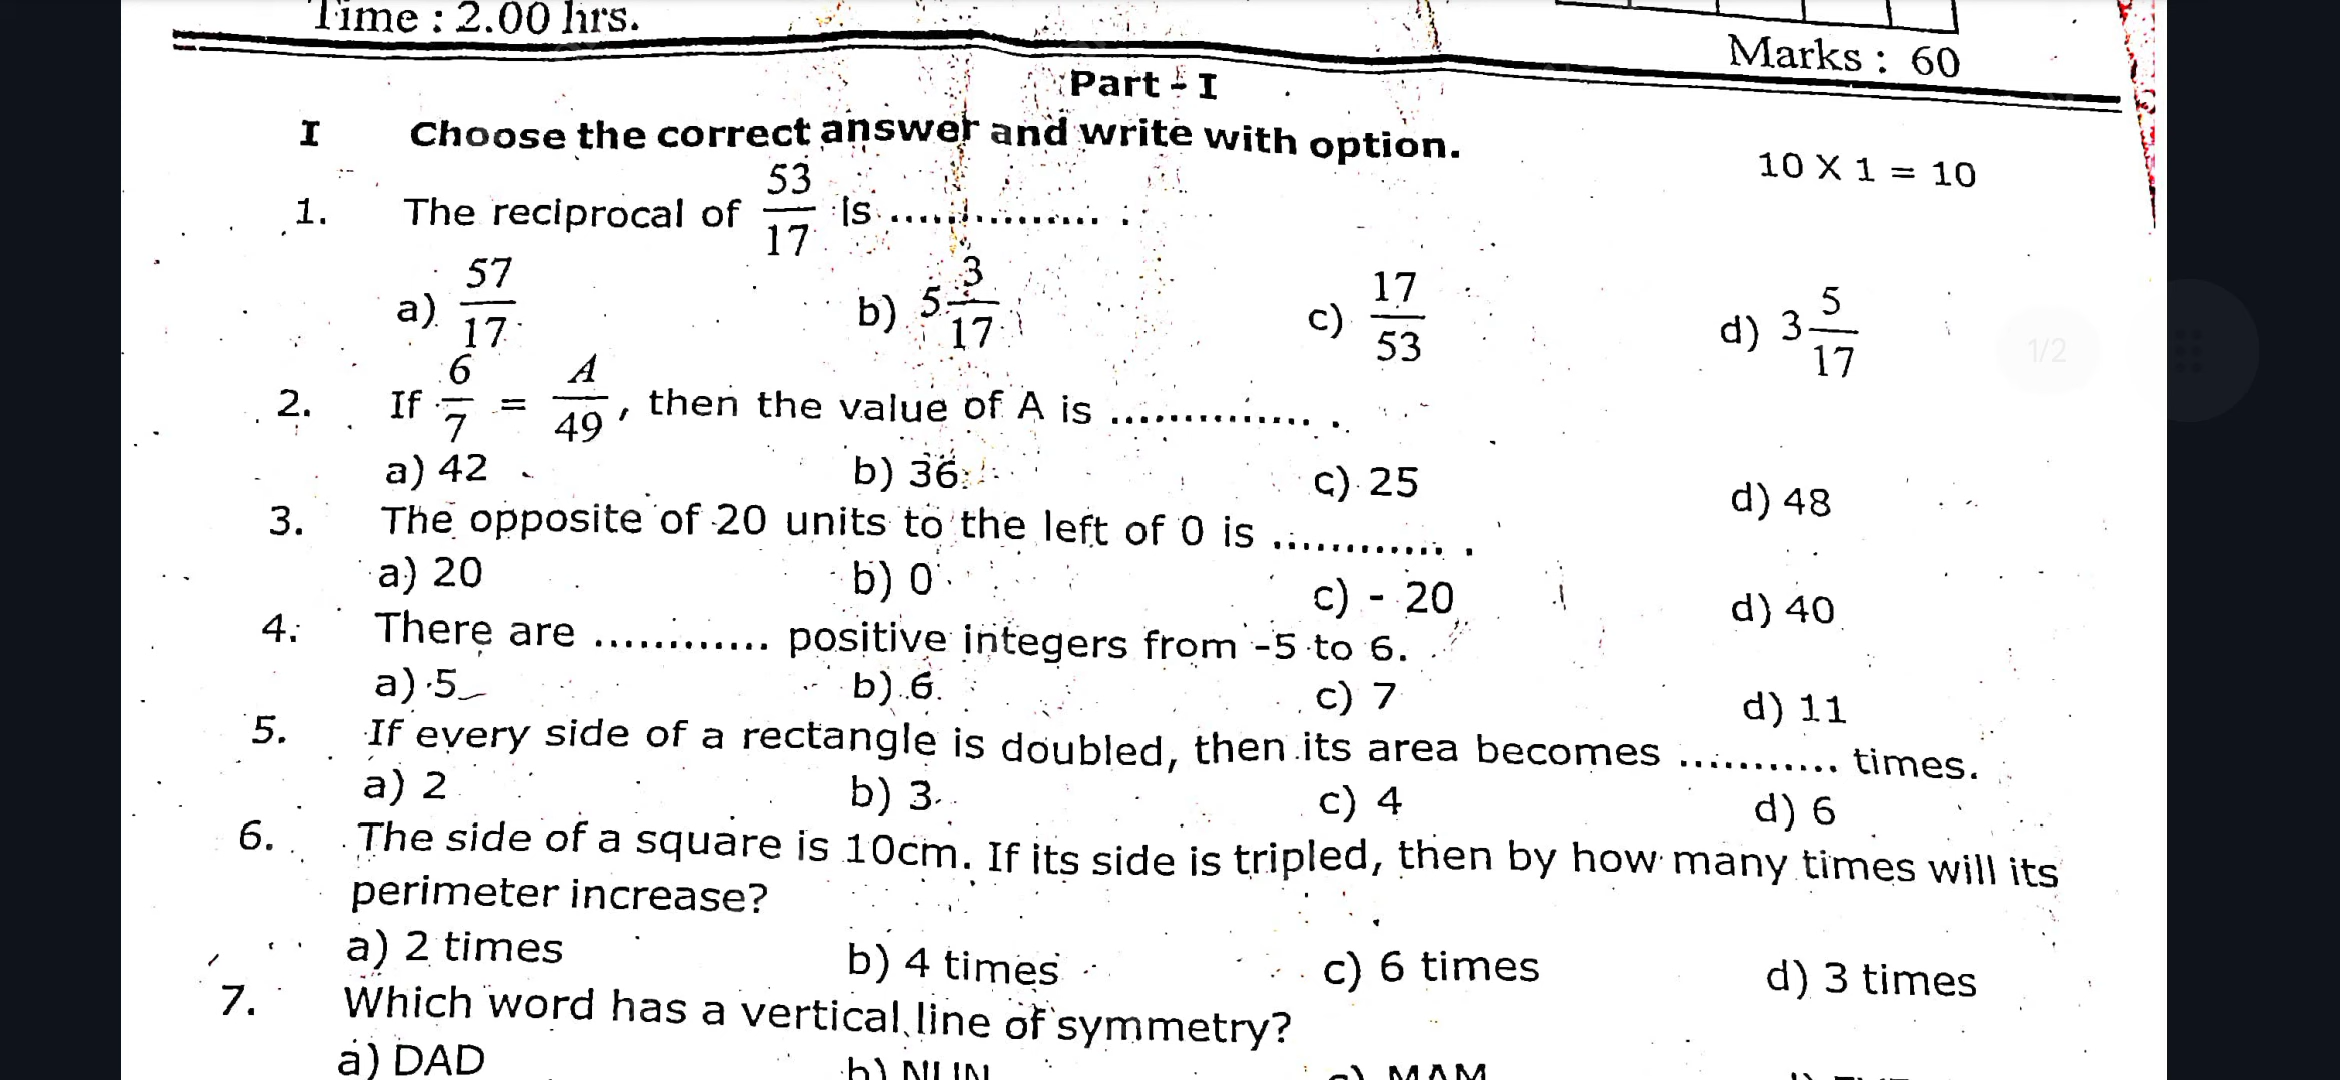 Time : 2.00 hrs.
Marks : 60
Part - I
I Choose the correct answer and write with option. 10 X 1 = 10
1. The reciprocal of 53/17 is ................ .
a) 57/17 b) 5 3/17 c) 17/53 d) 3 5/17
1/2
2. If 6/7 = A/49, then the value of A is ............... .
a) 42 b) 36 c) 25 d) 48
3. The opposite of 20 units to the left of 0 is ............. .
a) 20 b) 0 c) - 20 d) 40
4. There are ............. positive integers from -5 to 6.
a) 5 b) 6 c) 7 d) 11
5. If every side of a rectangle is doubled, then its area becomes ............ times.
a) 2 b) 3 c) 4 d) 6
6. The side of a square is 10cm. If its side is tripled, then by how many times will its
perimeter increase?
a) 2 times b) 4 times c) 6 times d) 3 times
7. Which word has a vertical line of symmetry?
a) DAD b) NUN c) MAM